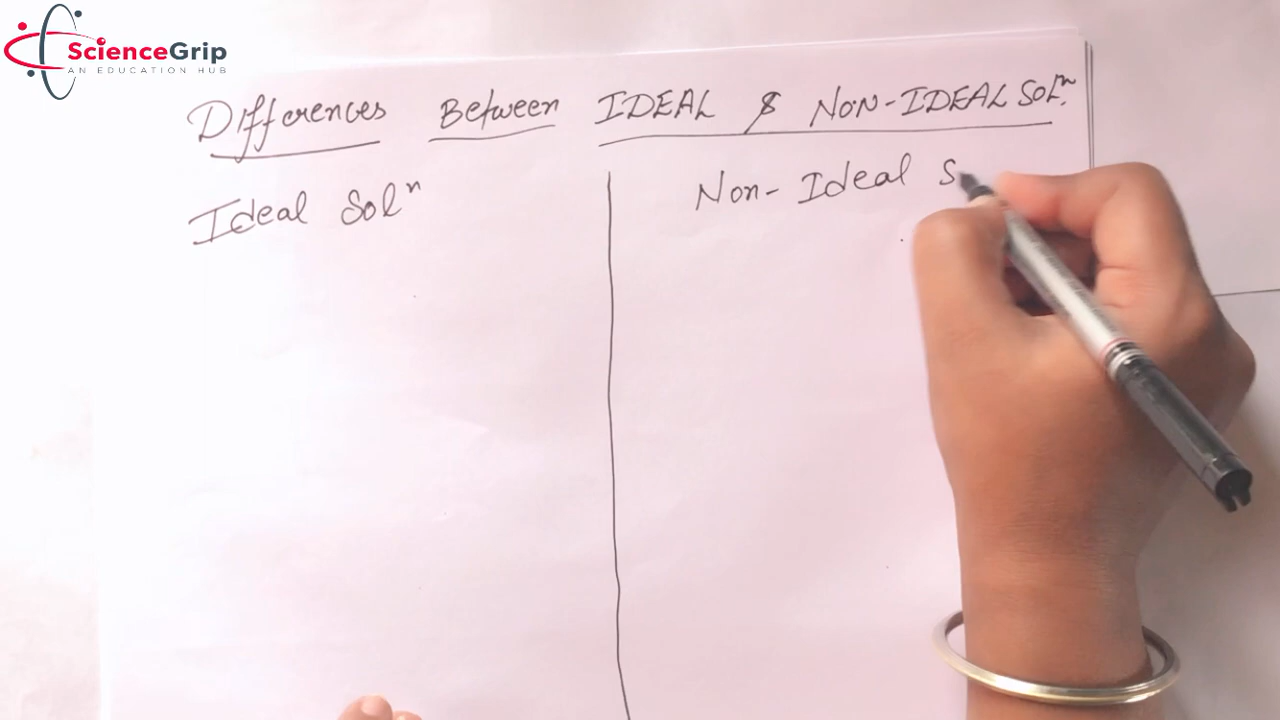 ScienceGrip
AN EDUCATION HUB
Differences Between IDEAL & NON-IDEAL SOLⁿ.
Ideal Solⁿ
Non-Ideal S